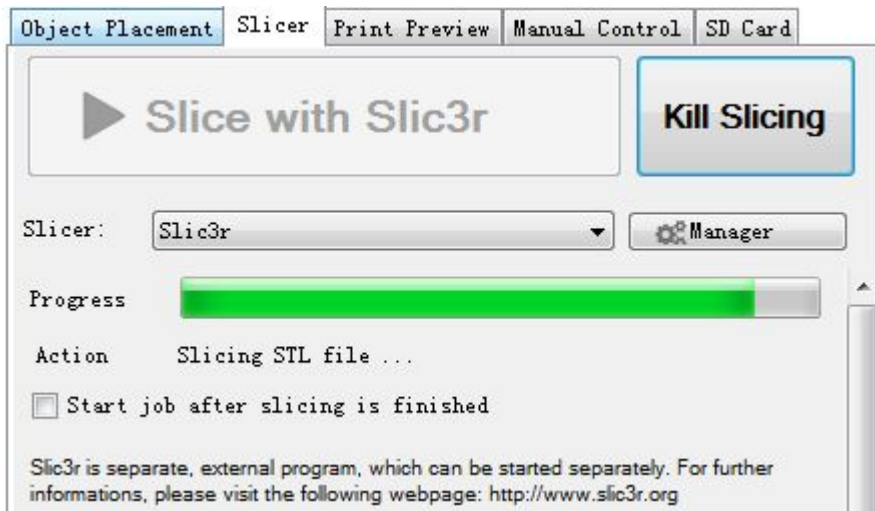 Object Placement Slicer Print Preview Manual Control SD Card
Slice with Slic3r Kill Slicing
Slicer: Slic3r Manager
Progress
Action Slicing STL file ...
Start job after slicing is finished
Slic3r is separate, external program, which can be started separately. For further
informations, please visit the following webpage: http://www.slic3r.org